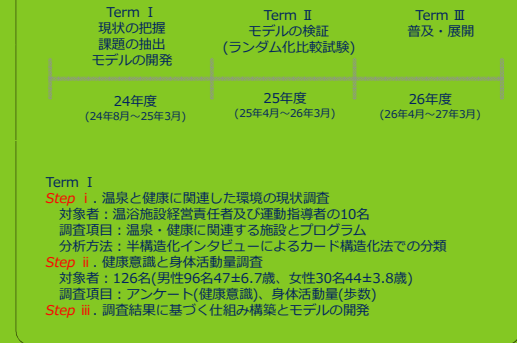 Term Ⅰ
現状の把握
課題の抽出
モデルの開発
Term Ⅱ
モデルの検証
(ランダム化比較試験)
Term Ⅲ
普及・展開
24年度
(24年8月～25年3月)
25年度
(25年4月～26年3月)
26年度
(26年4月～27年3月)
Term Ⅰ
Step ⅰ. 温泉と健康に関連した環境の現状調査
対象者：温浴施設経営責任者及び運動指導者の10名
調査項目：温泉・健康に関連する施設とプログラム
分析方法：半構造化インタビューによるカード構造化法での分類
Step ⅱ. 健康意識と身体活動量調査
対象者：126名(男性96名47±6.7歳、女性30名44±3.8歳)
調査項目：アンケート(健康意識)、身体活動量(歩数)
Step ⅲ. 調査結果に基づく仕組み構築とモデルの開発